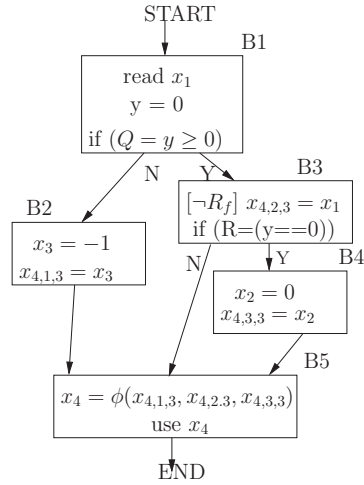 START
B1
read x₁
y = 0
if (Q = y ≥ 0)
N
Y
B3
[¬R_f] x₄,₂,₃ = x₁
if (R=(y==0))
B2
x₃ = −1
x₄,₁,₃ = x₃
N
Y
B4
x₂ = 0
x₄,₃,₃ = x₂
B5
x₄ = ϕ(x₄,₁,₃, x₄,₂.₃, x₄,₃,₃)
use x₄
END